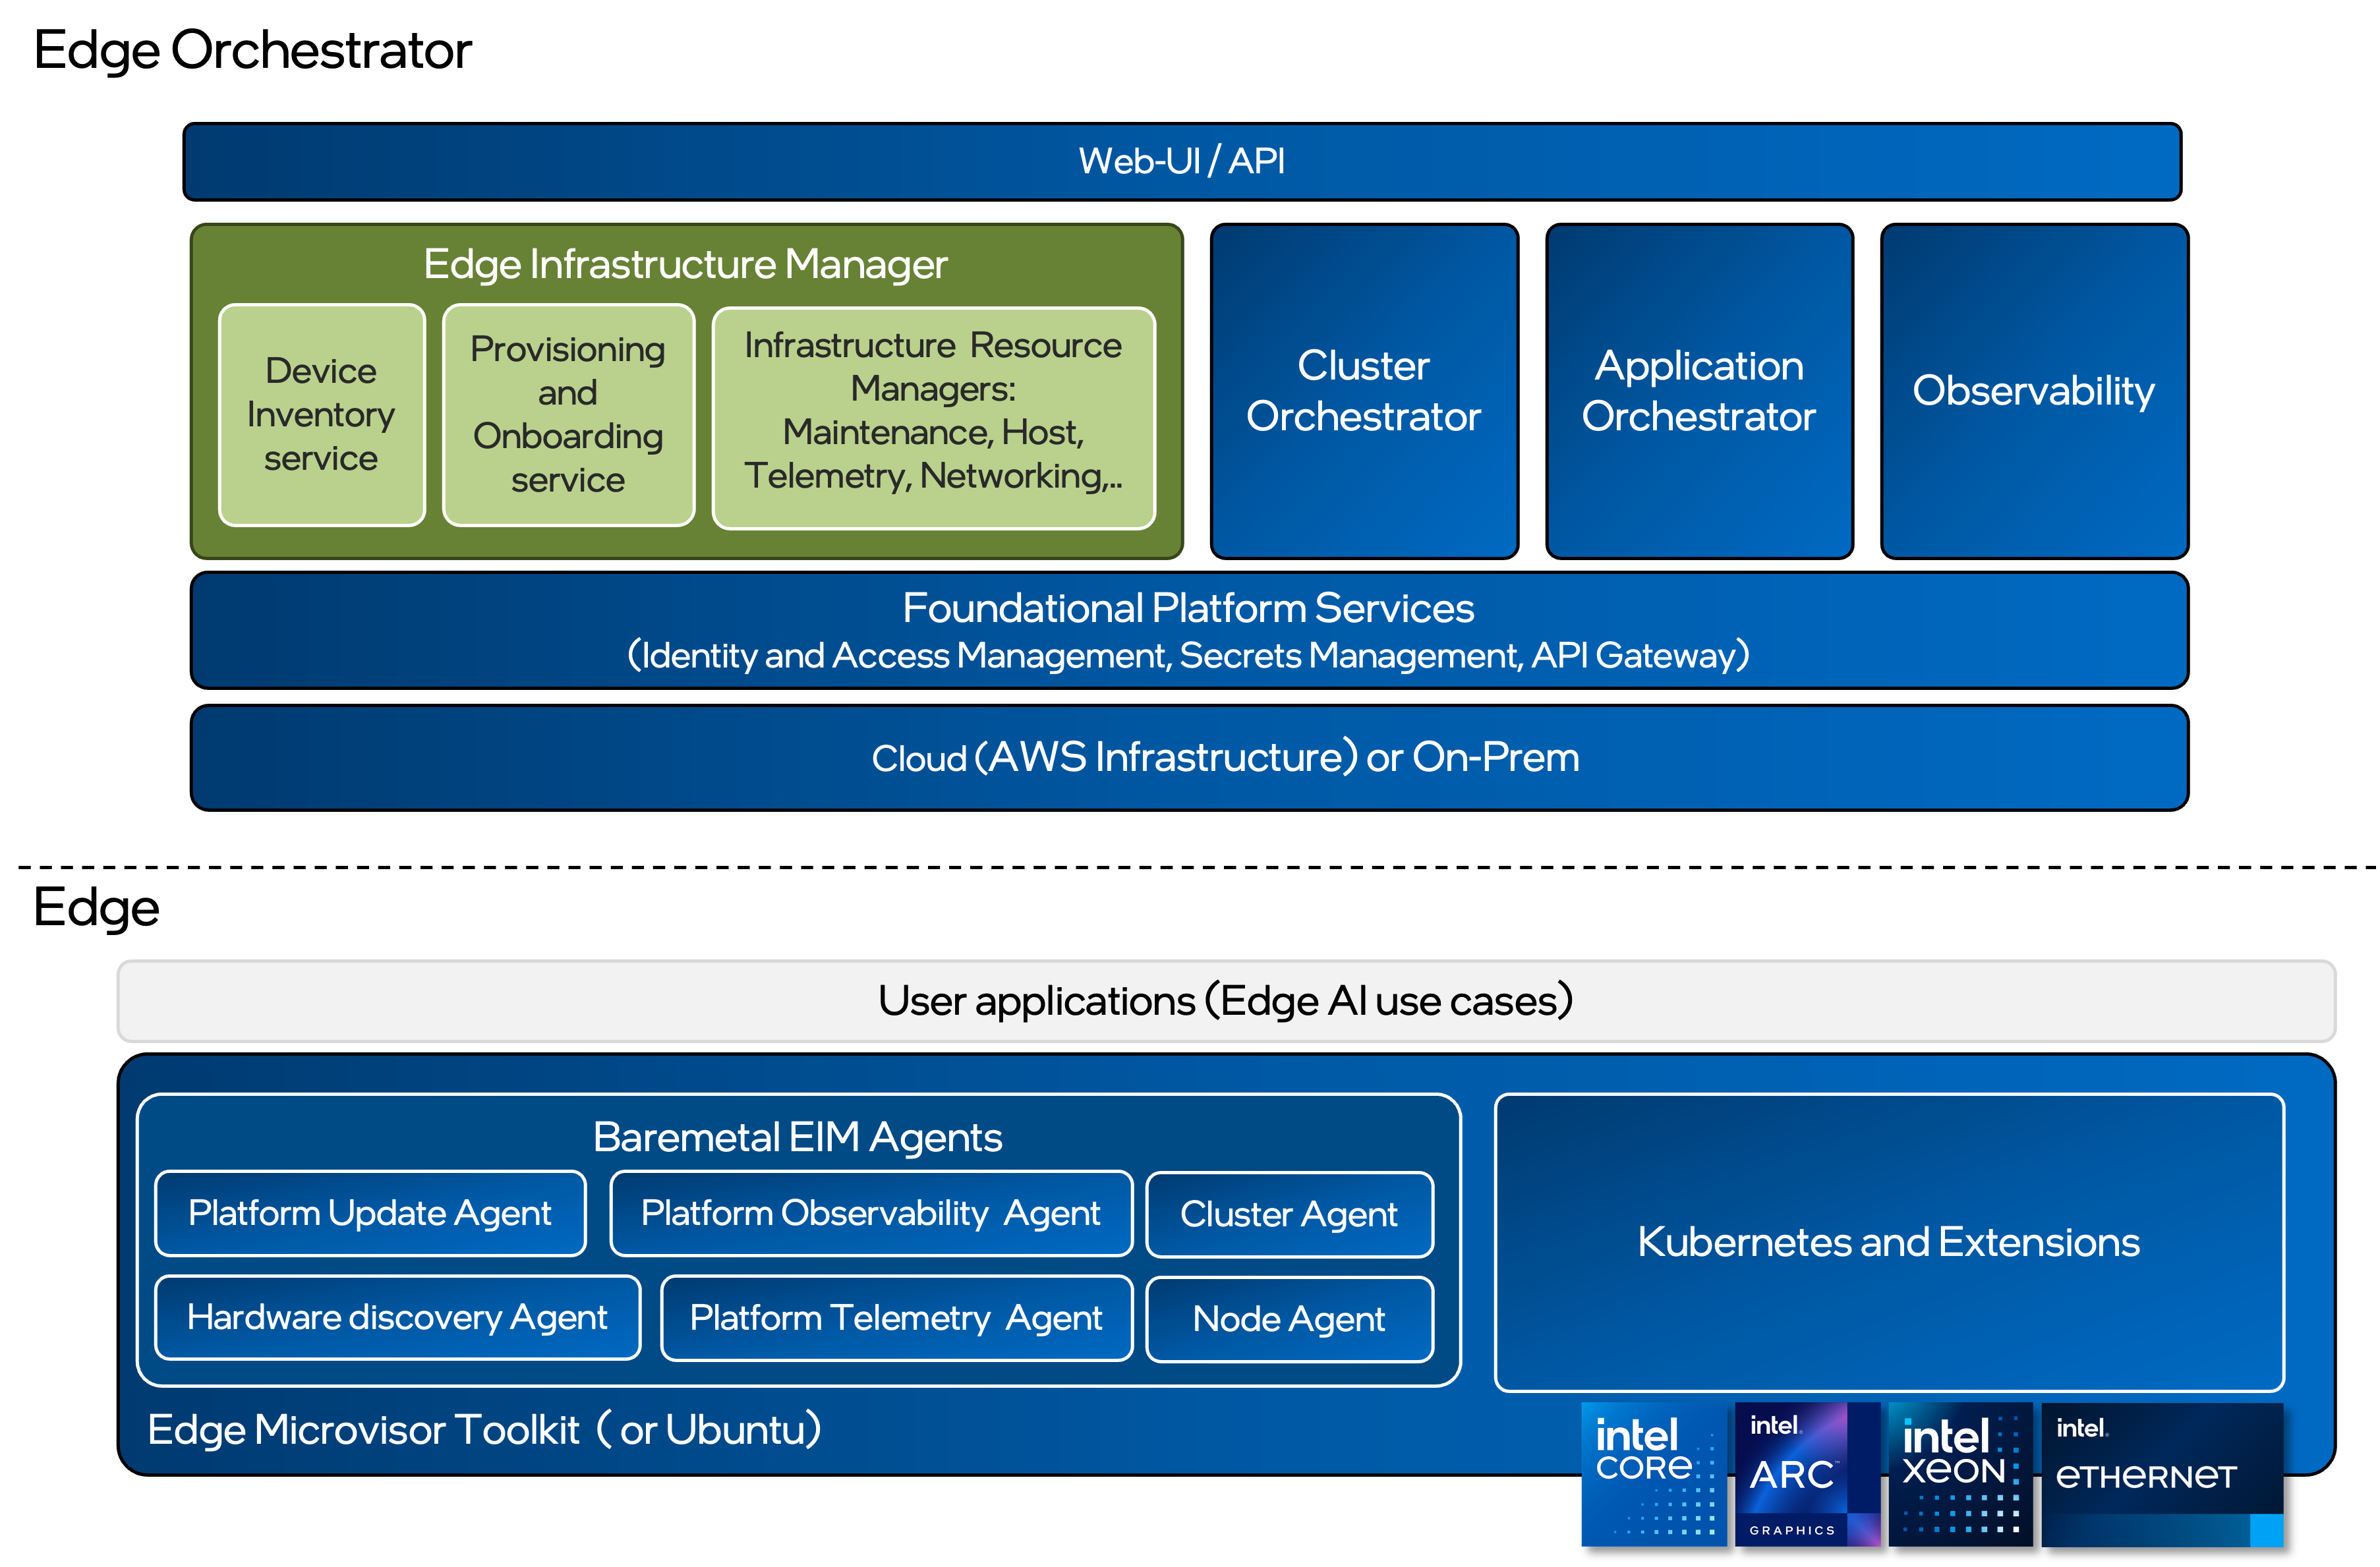 Edge Orchestrator
Web-UI / API
Edge Infrastructure Manager
Device
Inventory
service
Provisioning
and
Onboarding
service
Infrastructure Resource
Managers:
Maintenance, Host,
Telemetry, Networking,..
Cluster
Orchestrator
Application
Orchestrator
Observability
Foundational Platform Services
(Identity and Access Management, Secrets Management, API Gateway)
Cloud (AWS Infrastructure) or On-Prem
Edge
User applications (Edge AI use cases)
Baremetal EIM Agents
Platform Update Agent
Platform Observability Agent
Cluster Agent
Hardware discovery Agent
Platform Telemetry Agent
Node Agent
Kubernetes and Extensions
Edge Microvisor Toolkit ( or Ubuntu)
intel
CORe
intel.
ARC™
GRAPHICS
intel
XeON
intel.
eTHeRNeT